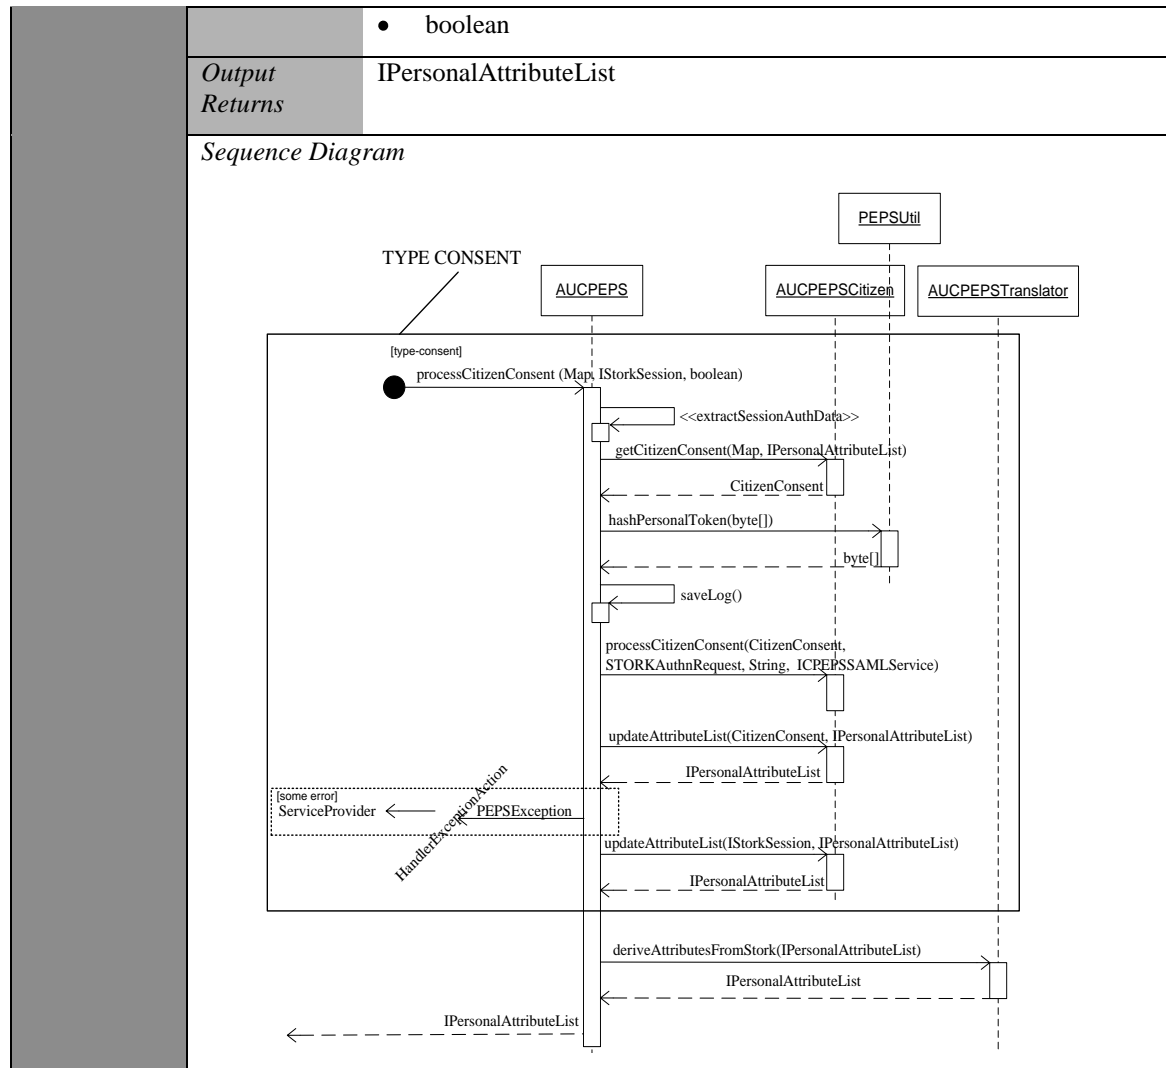 • boolean
Output
Returns
IPersonalAttributeList
Sequence Diagram
PEPSUtil
TYPE CONSENT
AUCPEPS
AUCPEPSCitizen
AUCPEPSTranslator
[type-consent]
processCitizenConsent (Map, IStorkSession, boolean)
<<extractSessionAuthData>>
getCitizenConsent(Map, IPersonalAttributeList)
CitizenConsent
hashPersonalToken(byte[])
byte[]
saveLog()
processCitizenConsent(CitizenConsent,
STORKAuthnRequest, String, ICPEPSSAMLService)
updateAttributeList(CitizenConsent, IPersonalAttributeList)
IPersonalAttributeList
[some error]
ServiceProvider
HandlerExceptionAction
PEPSException
updateAttributeList(IStorkSession, IPersonalAttributeList)
IPersonalAttributeList
deriveAttributesFromStork(IPersonalAttributeList)
IPersonalAttributeList
IPersonalAttributeList